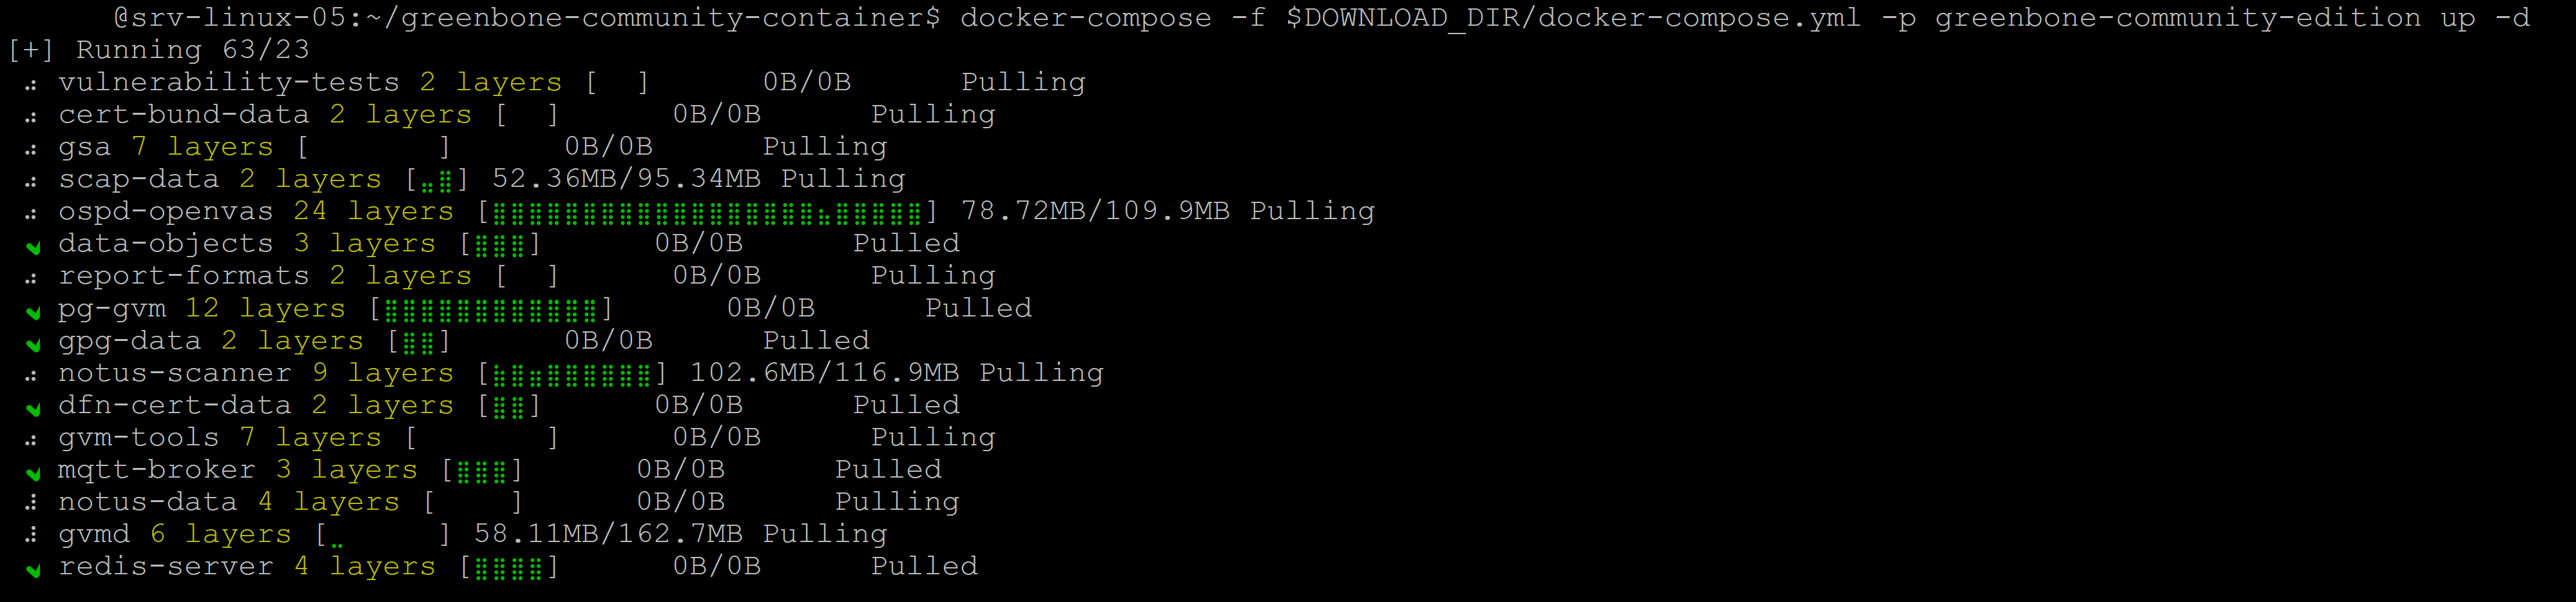 @srv-linux-05:~/greenbone-community-container$ docker-compose -f $DOWNLOAD_DIR/docker-compose.yml -p greenbone-community-edition up -d
[+] Running 63/23
vulnerability-tests 2 layers [  ]      0B/0B      Pulling
cert-bund-data 2 layers [  ]      0B/0B      Pulling
gsa 7 layers [       ]      0B/0B      Pulling
scap-data 2 layers [⣤⣿] 52.36MB/95.34MB Pulling
ospd-openvas 24 layers [⣿⣿⣿⣿⣿⣿⣿⣿⣿⣿⣿⣿⣿⣿⣿⣿⣿⣿⣦⣿⣿⣿⣿⣿] 78.72MB/109.9MB Pulling
✔ data-objects 3 layers [⣿⣿⣿]      0B/0B      Pulled
report-formats 2 layers [  ]      0B/0B      Pulling
✔ pg-gvm 12 layers [⣿⣿⣿⣿⣿⣿⣿⣿⣿⣿⣿⣿]      0B/0B      Pulled
✔ gpg-data 2 layers [⣿⣿]      0B/0B      Pulled
notus-scanner 9 layers [⣷⣿⣶⣿⣿⣿⣿⣿⣿] 102.6MB/116.9MB Pulling
✔ dfn-cert-data 2 layers [⣿⣿]      0B/0B      Pulled
gvm-tools 7 layers [       ]      0B/0B      Pulling
✔ mqtt-broker 3 layers [⣿⣿⣿]      0B/0B      Pulled
notus-data 4 layers [    ]      0B/0B      Pulling
gvmd 6 layers [⣀     ] 58.11MB/162.7MB Pulling
✔ redis-server 4 layers [⣿⣿⣿⣿]      0B/0B      Pulled